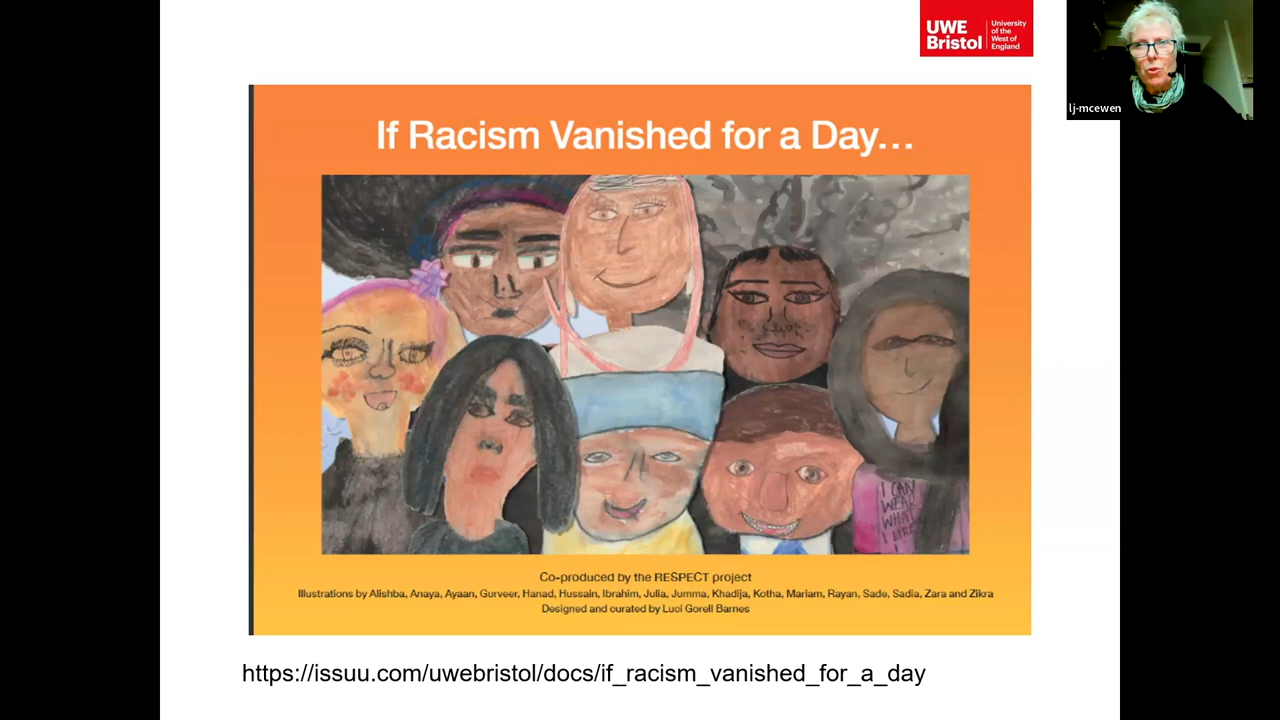 UWE
Bristol
University
of the
West of
England
lj-mcewen
If Racism Vanished for a Day...
I CAN
WEAR
WHAT
I LIKE
Co-produced by the RESPECT project
Illustrations by Alishba, Anaya, Ayaan, Gurveer, Hanad, Hussain, Ibrahim, Julia, Jumma, Khadija, Kotha, Mariam, Rayan, Sade, Sadia, Zara and Zikra
Designed and curated by Luci Gorell Barnes
https://issuu.com/uwebristol/docs/if_racism_vanished_for_a_day